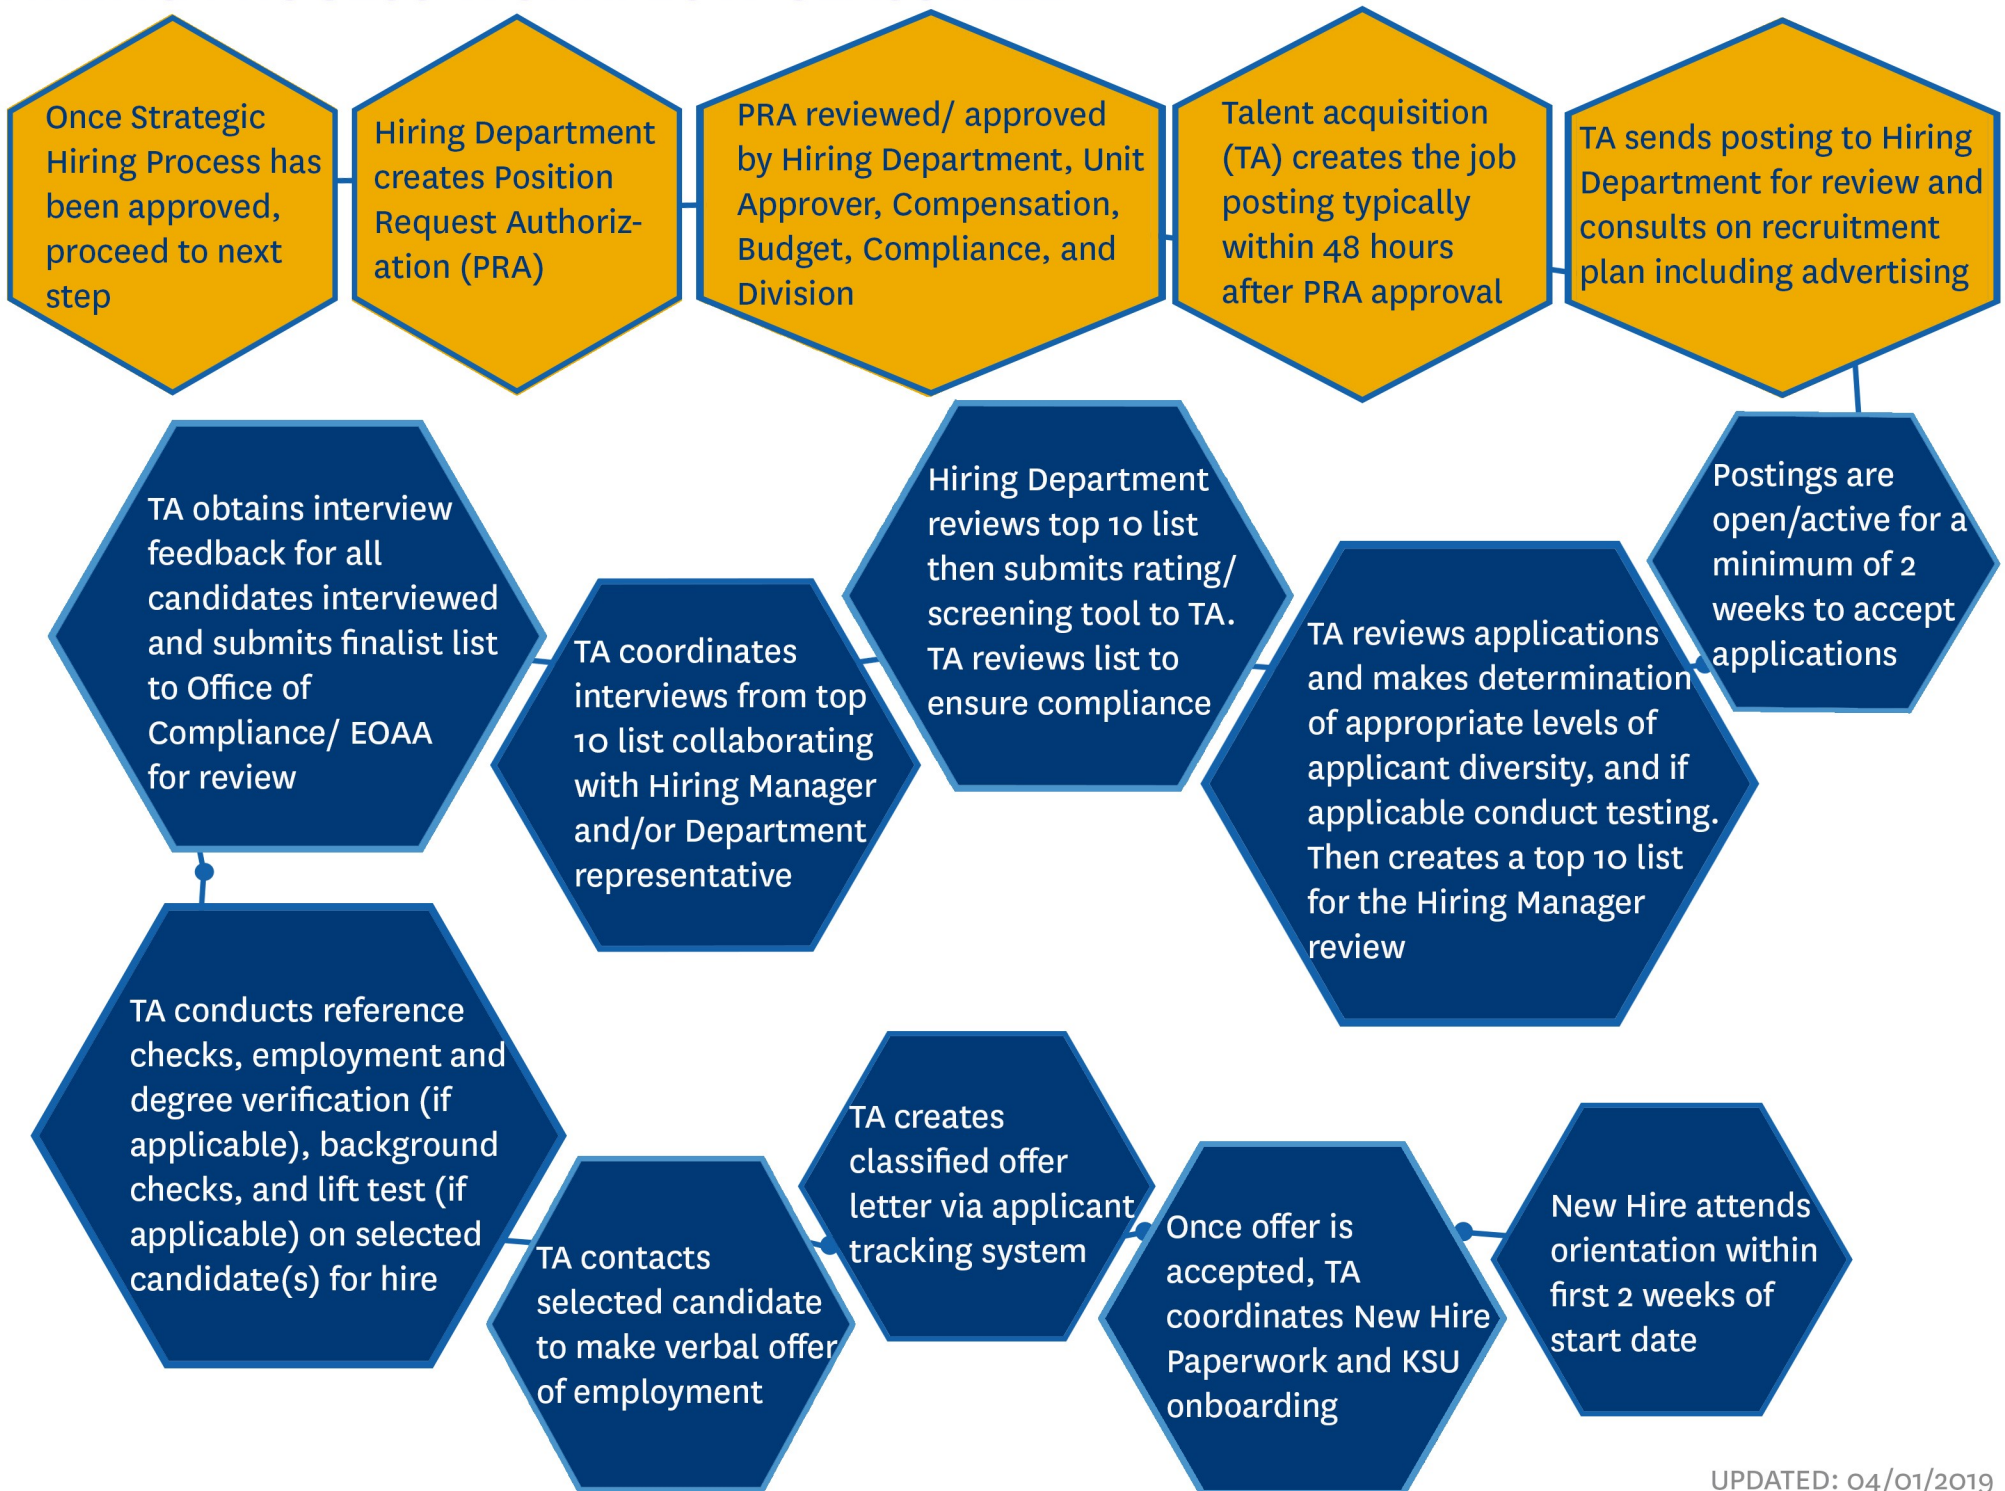 Once Strategic
Hiring Process has
been approved,
proceed to next
step
Hiring Department
creates Position
Request Authoriz-
ation (PRA)
PRA reviewed/ approved
by Hiring Department, Unit
Approver, Compensation,
Budget, Compliance, and
Division
Talent acquisition
(TA) creates the job
posting typically
within 48 hours
after PRA approval
TA sends posting to Hiring
Department for review and
consults on recruitment
plan including advertising
Postings are
open/active for a
minimum of 2
weeks to accept
applications
TA reviews applications
and makes determination
of appropriate levels of
applicant diversity, and if
applicable conduct testing.
Then creates a top 10 list
for the Hiring Manager
review
Hiring Department
reviews top 10 list
then submits rating/
screening tool to TA.
TA reviews list to
ensure compliance
TA coordinates
interviews from top
10 list collaborating
with Hiring Manager
and/or Department
representative
TA obtains interview
feedback for all
candidates interviewed
and submits finalist list
to Office of
Compliance/ EOAA
for review
TA conducts reference
checks, employment and
degree verification (if
applicable), background
checks, and lift test (if
applicable) on selected
candidate(s) for hire
TA contacts
selected candidate
to make verbal offer
of employment
TA creates
classified offer
letter via applicant
tracking system
Once offer is
accepted, TA
coordinates New Hire
Paperwork and KSU
onboarding
New Hire attends
orientation within
first 2 weeks of
start date
UPDATED: 04/01/2019